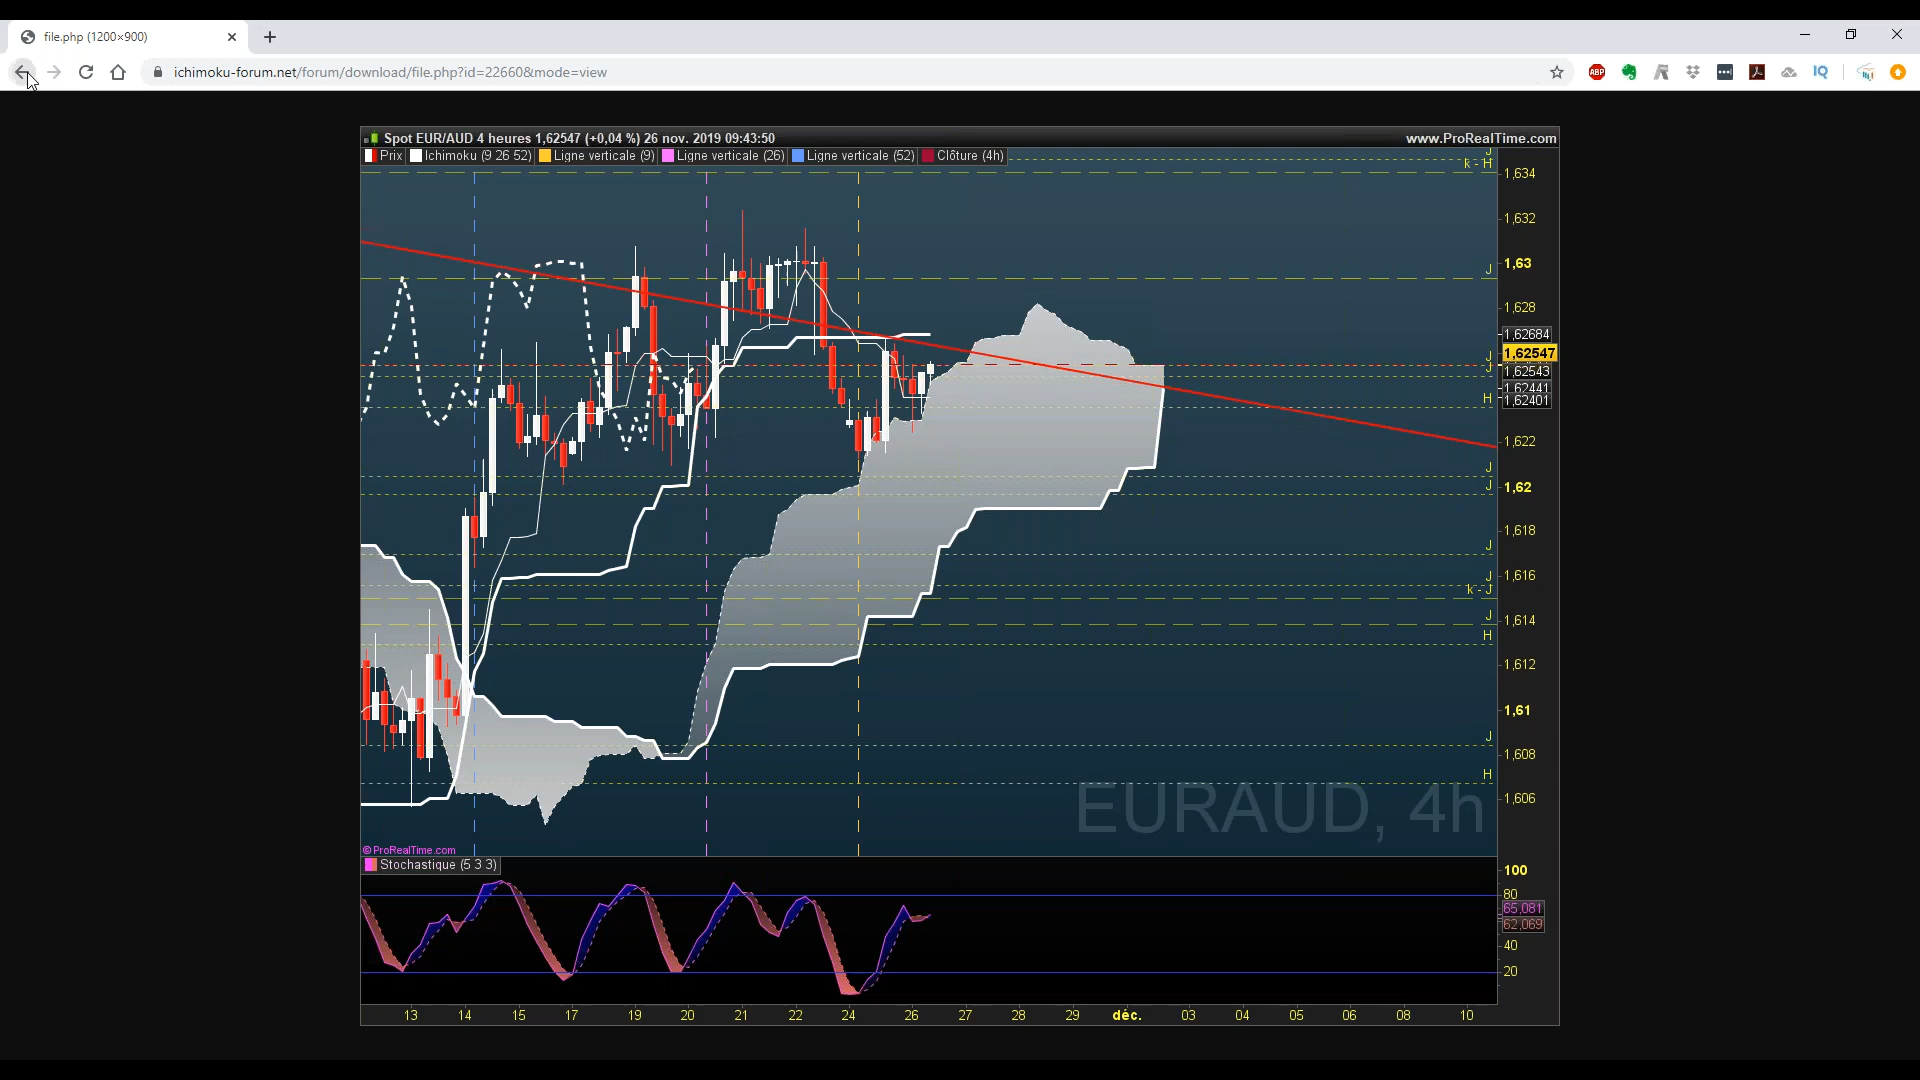 file.php (1200×900)
ichimoku-forum.net/forum/download/file.php?id=22660&mode=view
ABP
IQ
Spot EUR/AUD 4 heures 1,62547 (+0,04 %) 26 nov. 2019 09:43:50
www.ProRealTime.com
Prix Ichimoku (9 26 52) Ligne verticale (9) Ligne verticale (26) Ligne verticale (52) Clôture (4h)
J
k - H
1,634
1,632
1,63
J
1,628
1,62684
1,62547
J
J
1,62543
1,62441
H
1,62401
1,622
J
J
1,62
1,618
J
J
1,616
k - J
J
1,614
H
1,612
1,61
J
1,608
H
1,606
EURAUD, 4h
© ProRealTime.com
Stochastique (5 3 3)
100
80
65,081
62,069
40
20
13 14 15 17 19 20 21 22 24 26 27 28 29 déc. 03 04 05 06 08 10